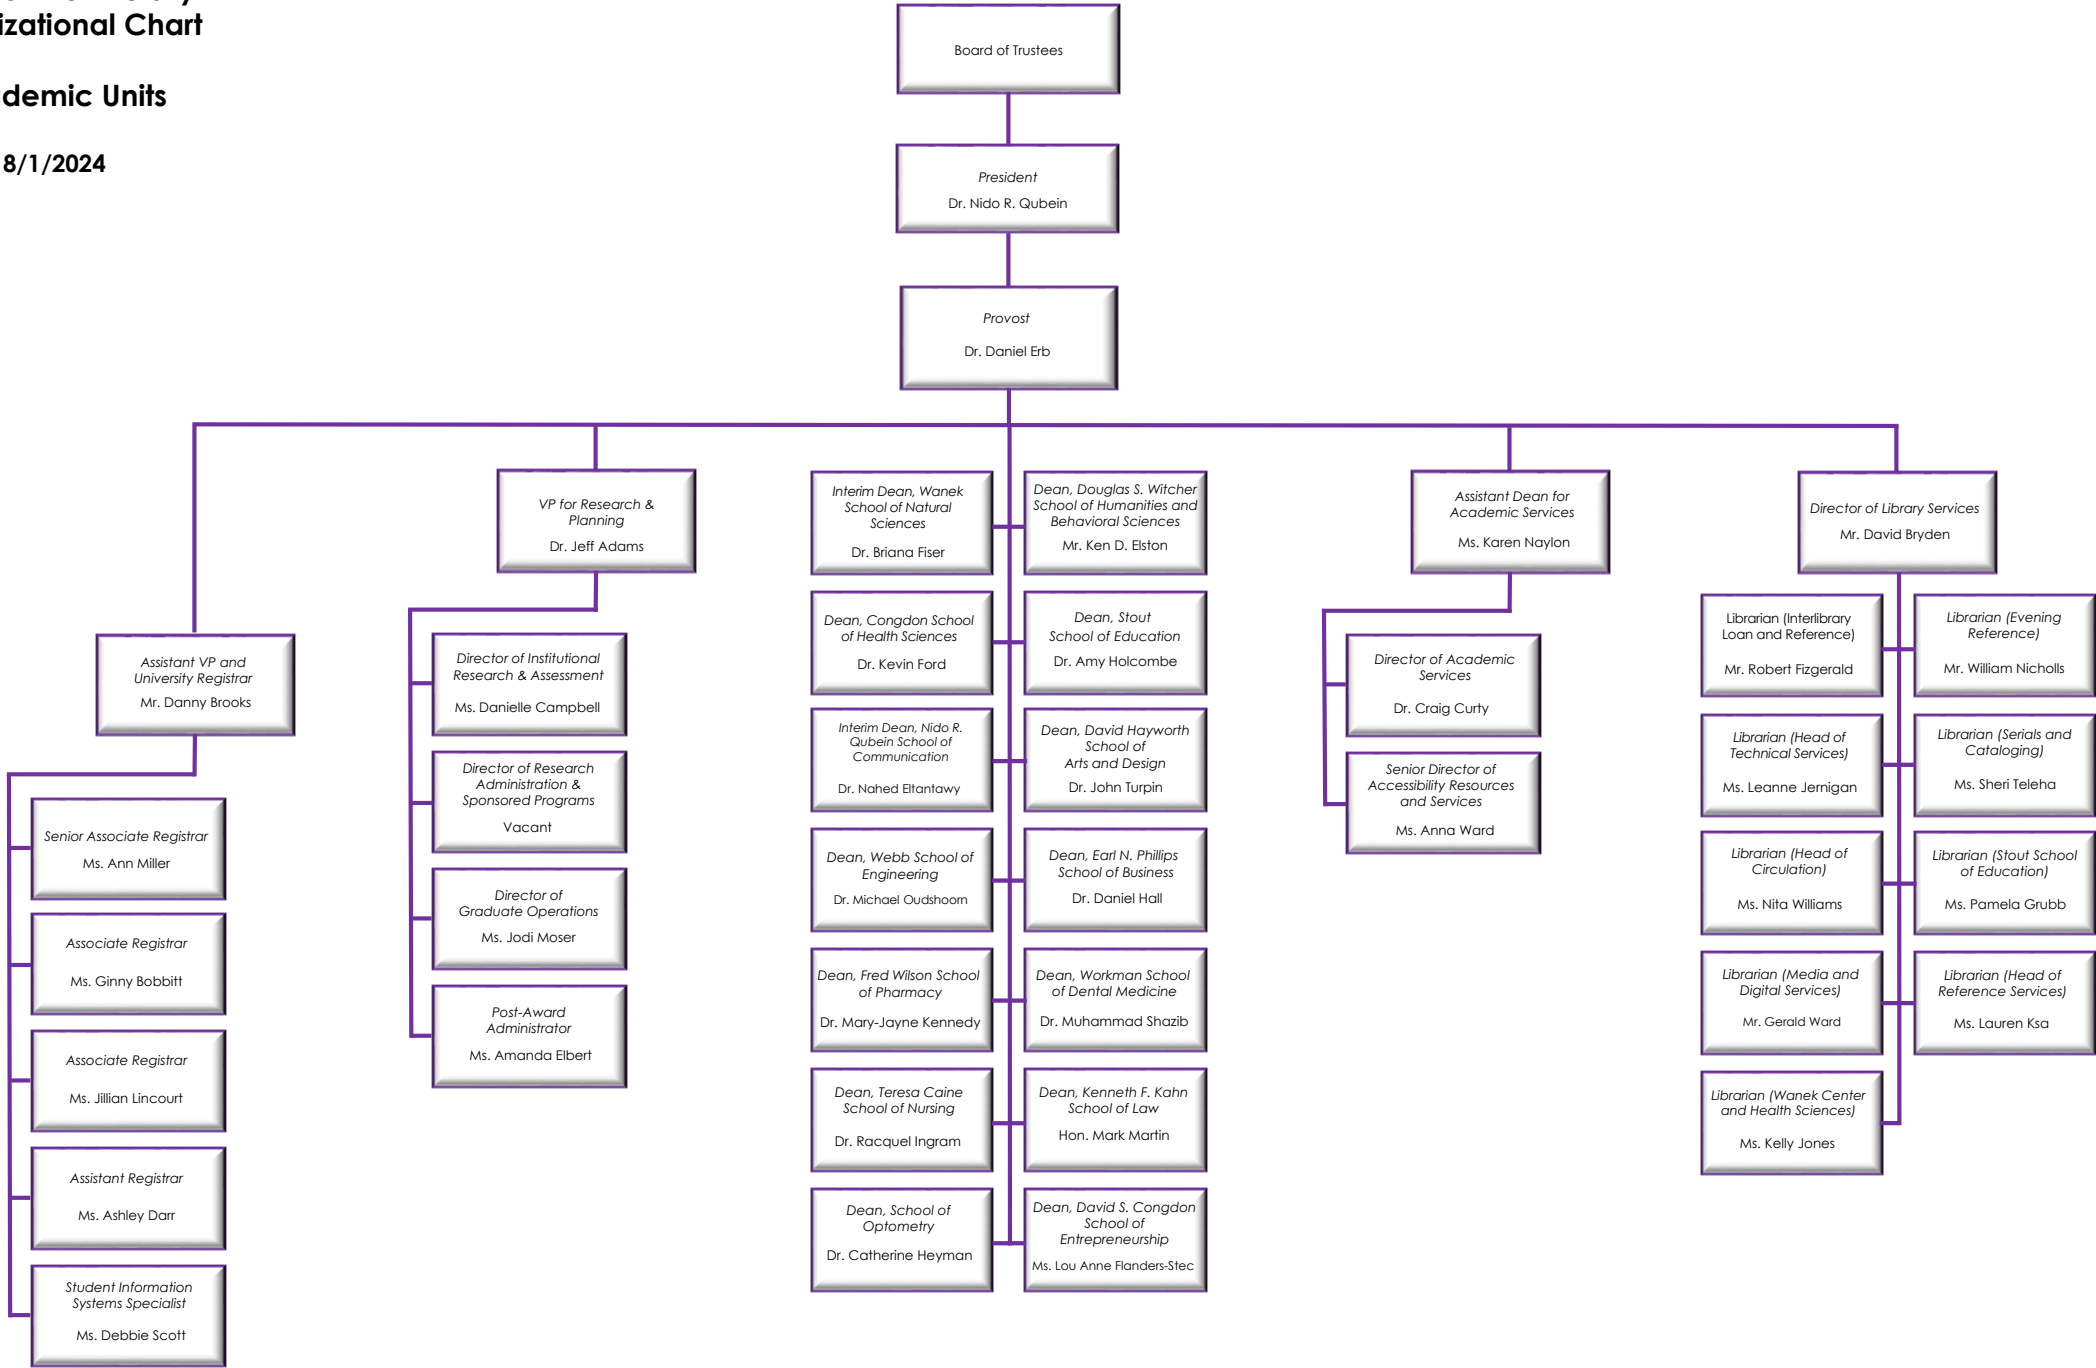 izational Chart
demic Units
8/1/2024
Board of Trustees
President
Dr. Nido R. Qubein
Provost
Dr. Daniel Erb
Assistant VP and
University Registrar
Mr. Danny Brooks
Senior Associate Registrar
Ms. Ann Miller
Associate Registrar
Ms. Ginny Bobbitt
Associate Registrar
Ms. Jillian Lincourt
Assistant Registrar
Ms. Ashley Darr
Student Information
Systems Specialist
Ms. Debbie Scott
VP for Research &
Planning
Dr. Jeff Adams
Director of Institutional
Research & Assessment
Ms. Danielle Campbell
Director of Research
Administration &
Sponsored Programs
Vacant
Director of
Graduate Operations
Ms. Jodi Moser
Post-Award
Administrator
Ms. Amanda Elbert
Interim Dean, Wanek
School of Natural
Sciences
Dr. Briana Fiser
Dean, Douglas S. Witcher
School of Humanities and
Behavioral Sciences
Mr. Ken D. Elston
Dean, Congdon School
of Health Sciences
Dr. Kevin Ford
Dean, Stout
School of Education
Dr. Amy Holcombe
Interim Dean, Nido R.
Qubein School of
Communication
Dr. Nahed Eltantawy
Dean, David Hayworth
School of
Arts and Design
Dr. John Turpin
Dean, Webb School of
Engineering
Dr. Michael Oudshoorn
Dean, Earl N. Phillips
School of Business
Dr. Daniel Hall
Dean, Fred Wilson School
of Pharmacy
Dr. Mary-Jayne Kennedy
Dean, Workman School
of Dental Medicine
Dr. Muhammad Shazib
Dean, Teresa Caine
School of Nursing
Dr. Racquel Ingram
Dean, Kenneth F. Kahn
School of Law
Hon. Mark Martin
Dean, School of
Optometry
Dr. Catherine Heyman
Dean, David S. Congdon
School of
Entrepreneurship
Ms. Lou Anne Flanders-Stec
Assistant Dean for
Academic Services
Ms. Karen Naylon
Director of Academic
Services
Dr. Craig Curty
Senior Director of
Accessibility Resources
and Services
Ms. Anna Ward
Director of Library Services
Mr. David Bryden
Librarian (Interlibrary
Loan and Reference)
Mr. Robert Fizgerald
Librarian (Evening
Reference)
Mr. William Nicholls
Librarian (Head of
Technical Services)
Ms. Leanne Jernigan
Librarian (Serials and
Cataloging)
Ms. Sheri Teleha
Librarian (Head of
Circulation)
Ms. Nita Williams
Librarian (Stout School
of Education)
Ms. Pamela Grubb
Librarian (Media and
Digital Services)
Mr. Gerald Ward
Librarian (Head of
Reference Services)
Ms. Lauren Ksa
Librarian (Wanek Center
and Health Sciences)
Ms. Kelly Jones